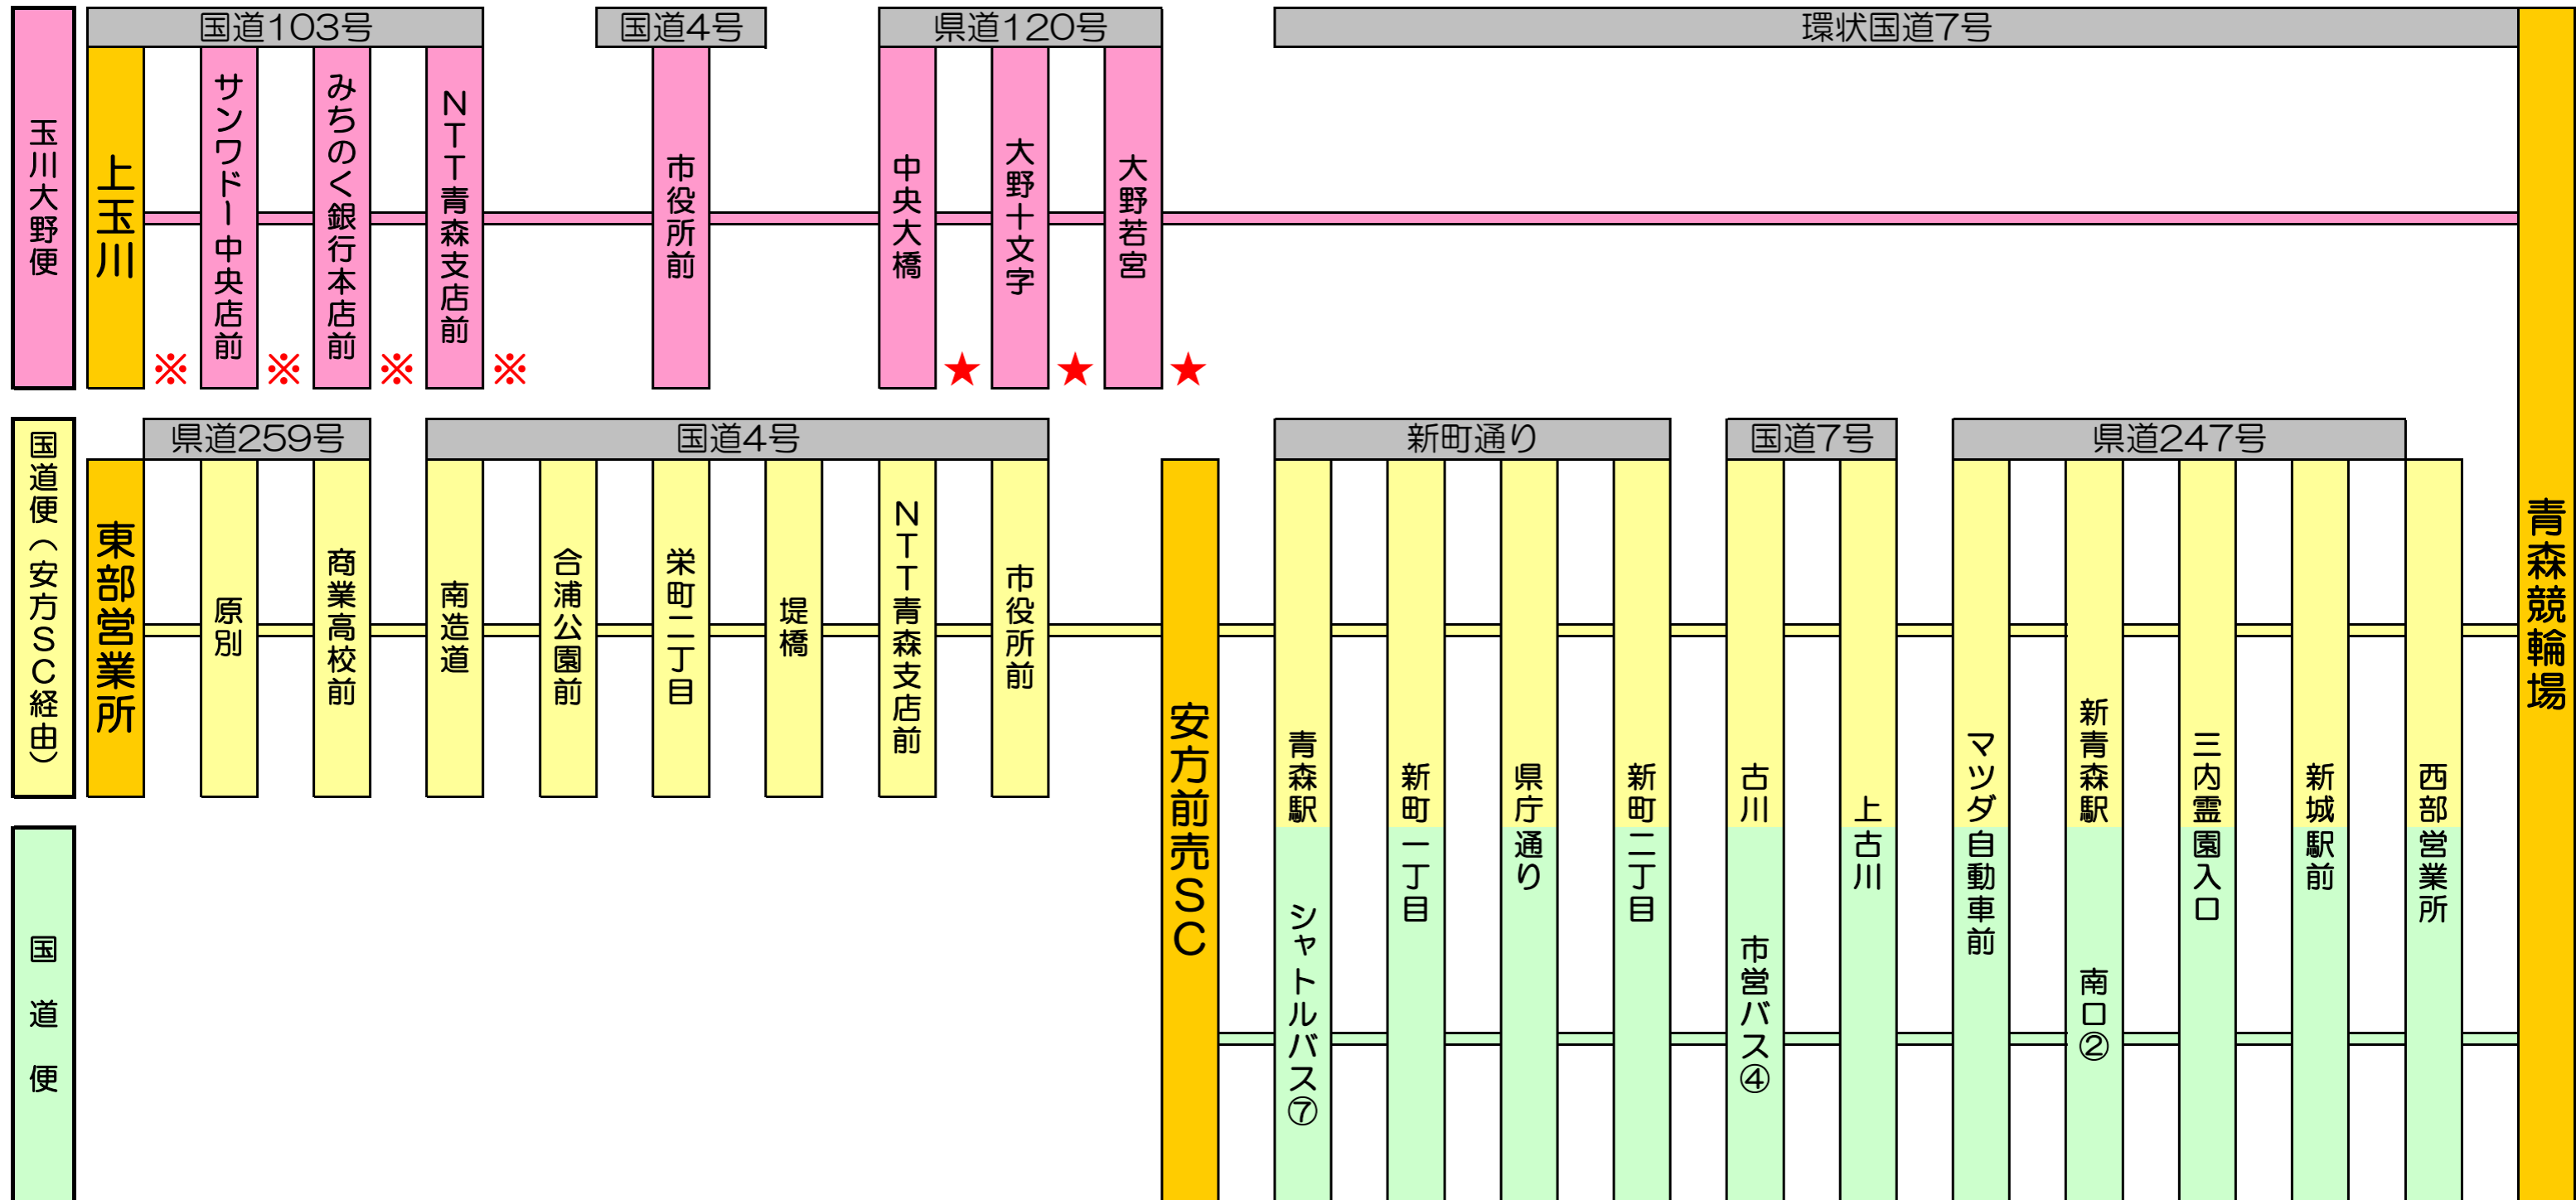 玉川大野便
国道103号
国道4号
県道120号
環状国道7号
上玉川
※
サンワドー中央店前
※
みちのく銀行本店前
※
NTT青森支店前
※
市役所前
中央大橋
★
大野十文字
★
大野若宮
★
青森競輪場
国道便（安方SC経由）
県道259号
国道4号
新町通り
国道7号
県道247号
東部営業所
原別
商業高校前
南造道
合浦公園前
栄町二丁目
堤橋
NTT青森支店前
市役所前
安方前売SC
青森駅
シャトルバス⑦
新町一丁目
県庁通り
新町二丁目
古川
市営バス④
上古川
マツダ自動車前
新青森駅
南口②
三内霊園入口
新城駅前
西部営業所
国道便